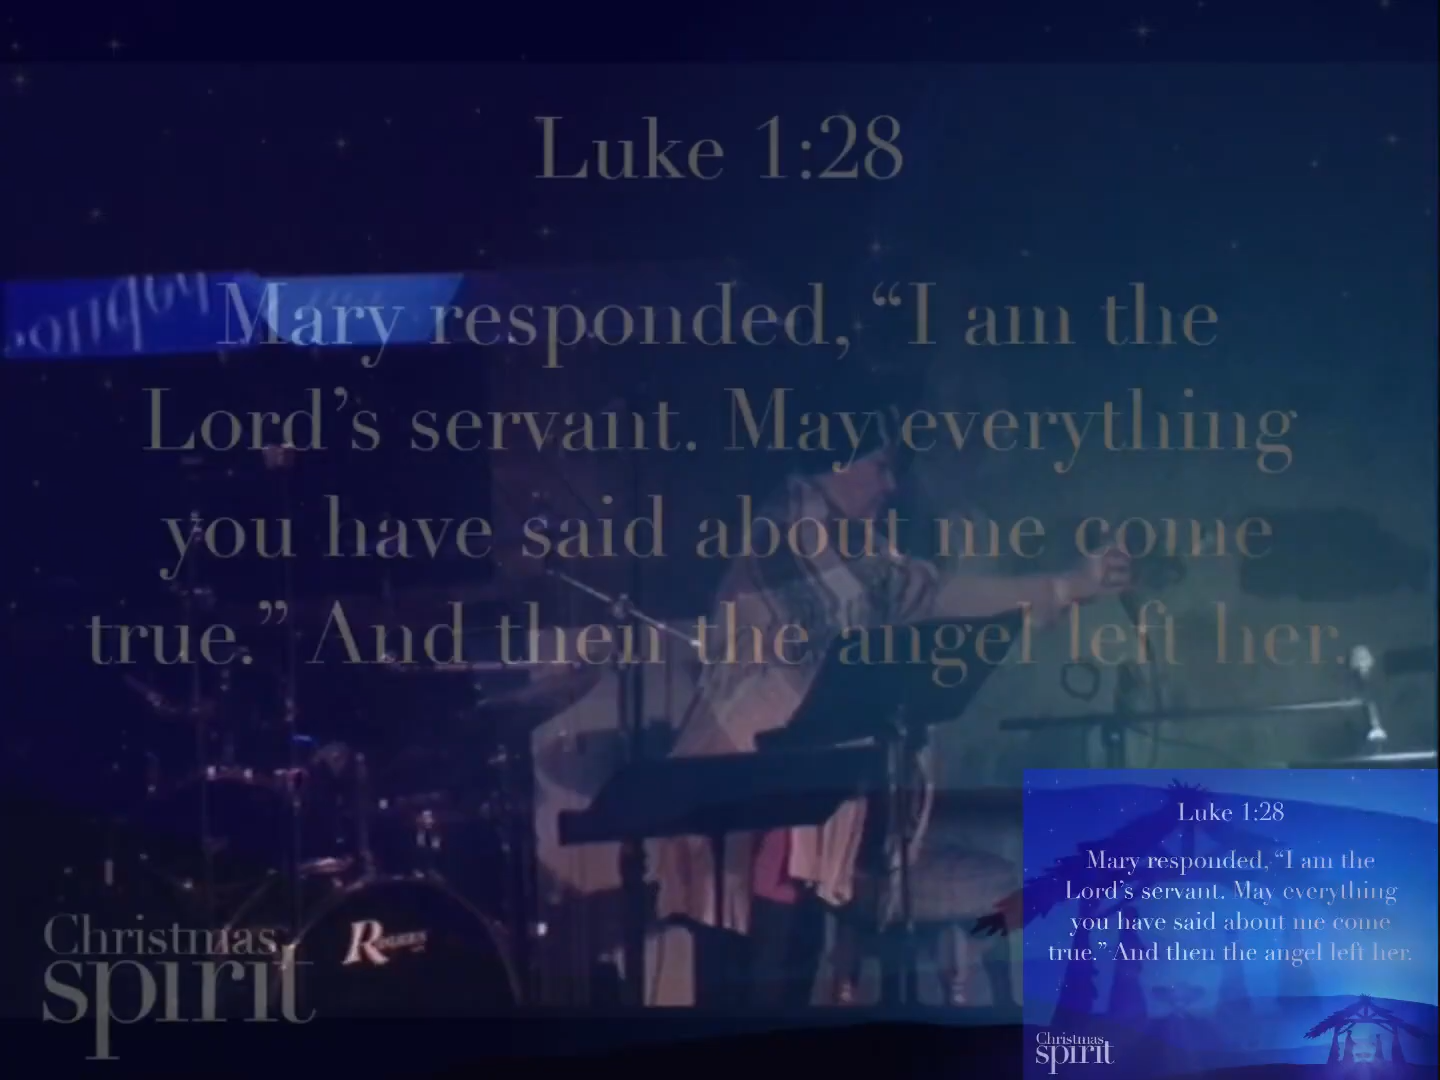 Luke 1:28
Mary responded, “I am the
Lord’s servant. May everything
you have said about me come
true.” And then the angel left her.
Christmas
spirit
Luke 1:28
Mary responded, “I am the
Lord’s servant. May everything
you have said about me come
true.” And then the angel left her.
Christmas
spirit